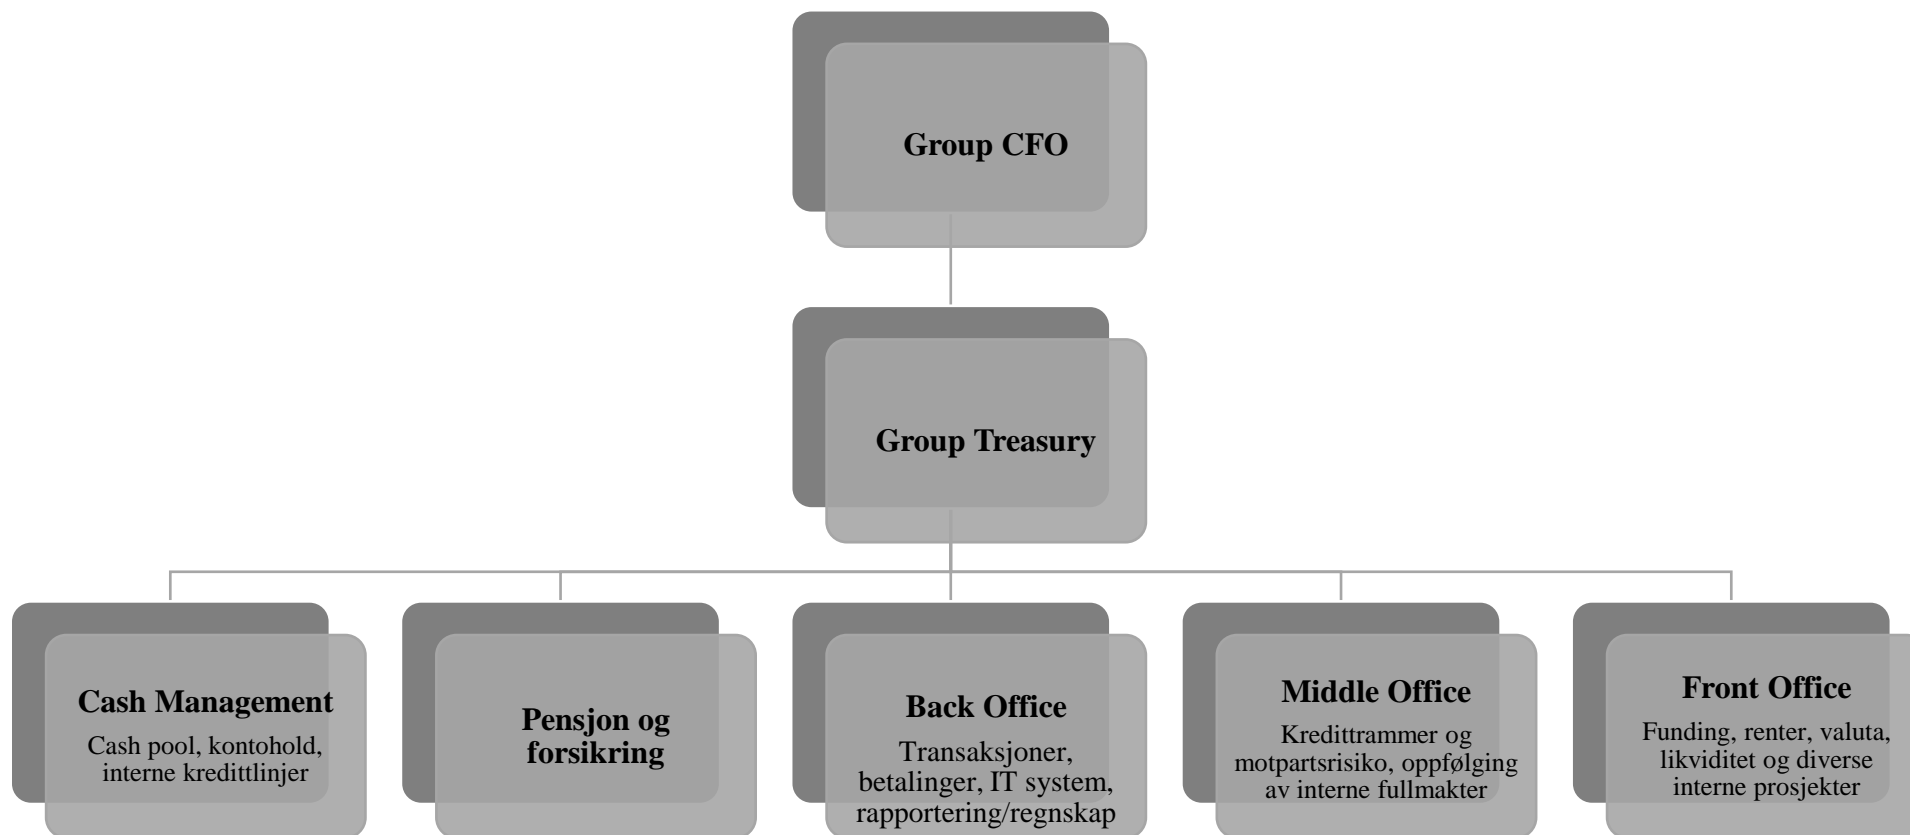 Group CFO
Group Treasury
Cash Management
Cash pool, kontohold,
interne kredittlinjer
Pensjon og
forsikring
Back Office
Transaksjoner,
betalinger, IT system,
rapportering/regnskap
Middle Office
Kredittrammer og
motpartsrisiko, oppfølging
av interne fullmakter
Front Office
Funding, renter, valuta,
likviditet og diverse
interne prosjekter